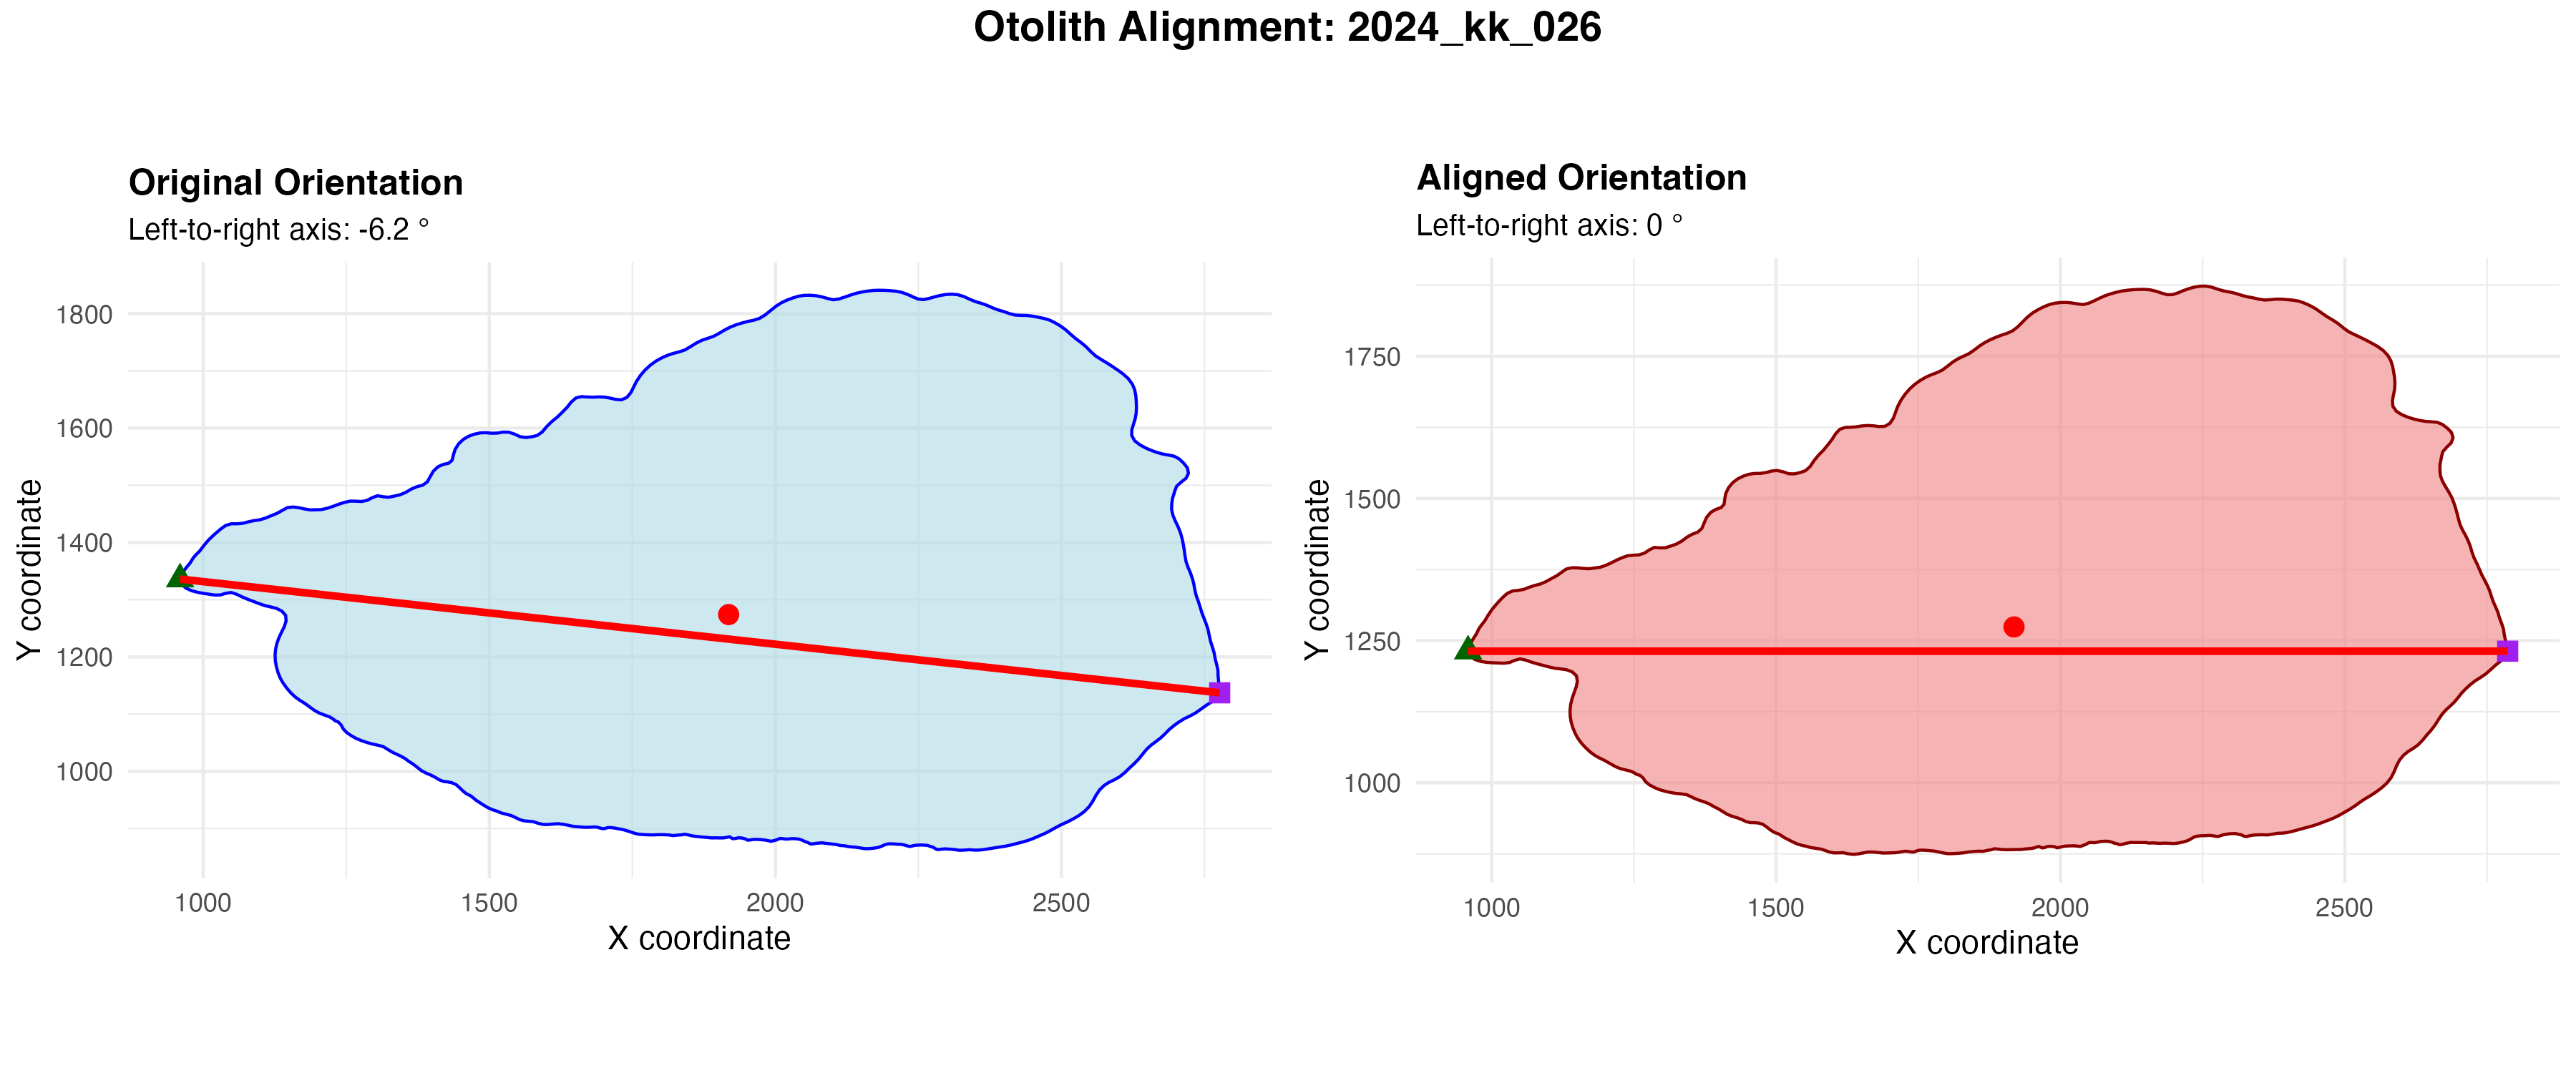 Otolith Alignment: 2024_kk_026
Original Orientation
Left-to-right axis: -6.2 °
Y coordinate
1800
1600
1400
1200
1000
1000 1500 2000 2500
X coordinate
Aligned Orientation
Left-to-right axis: 0 °
Y coordinate
1750
1500
1250
1000
1000 1500 2000 2500
X coordinate